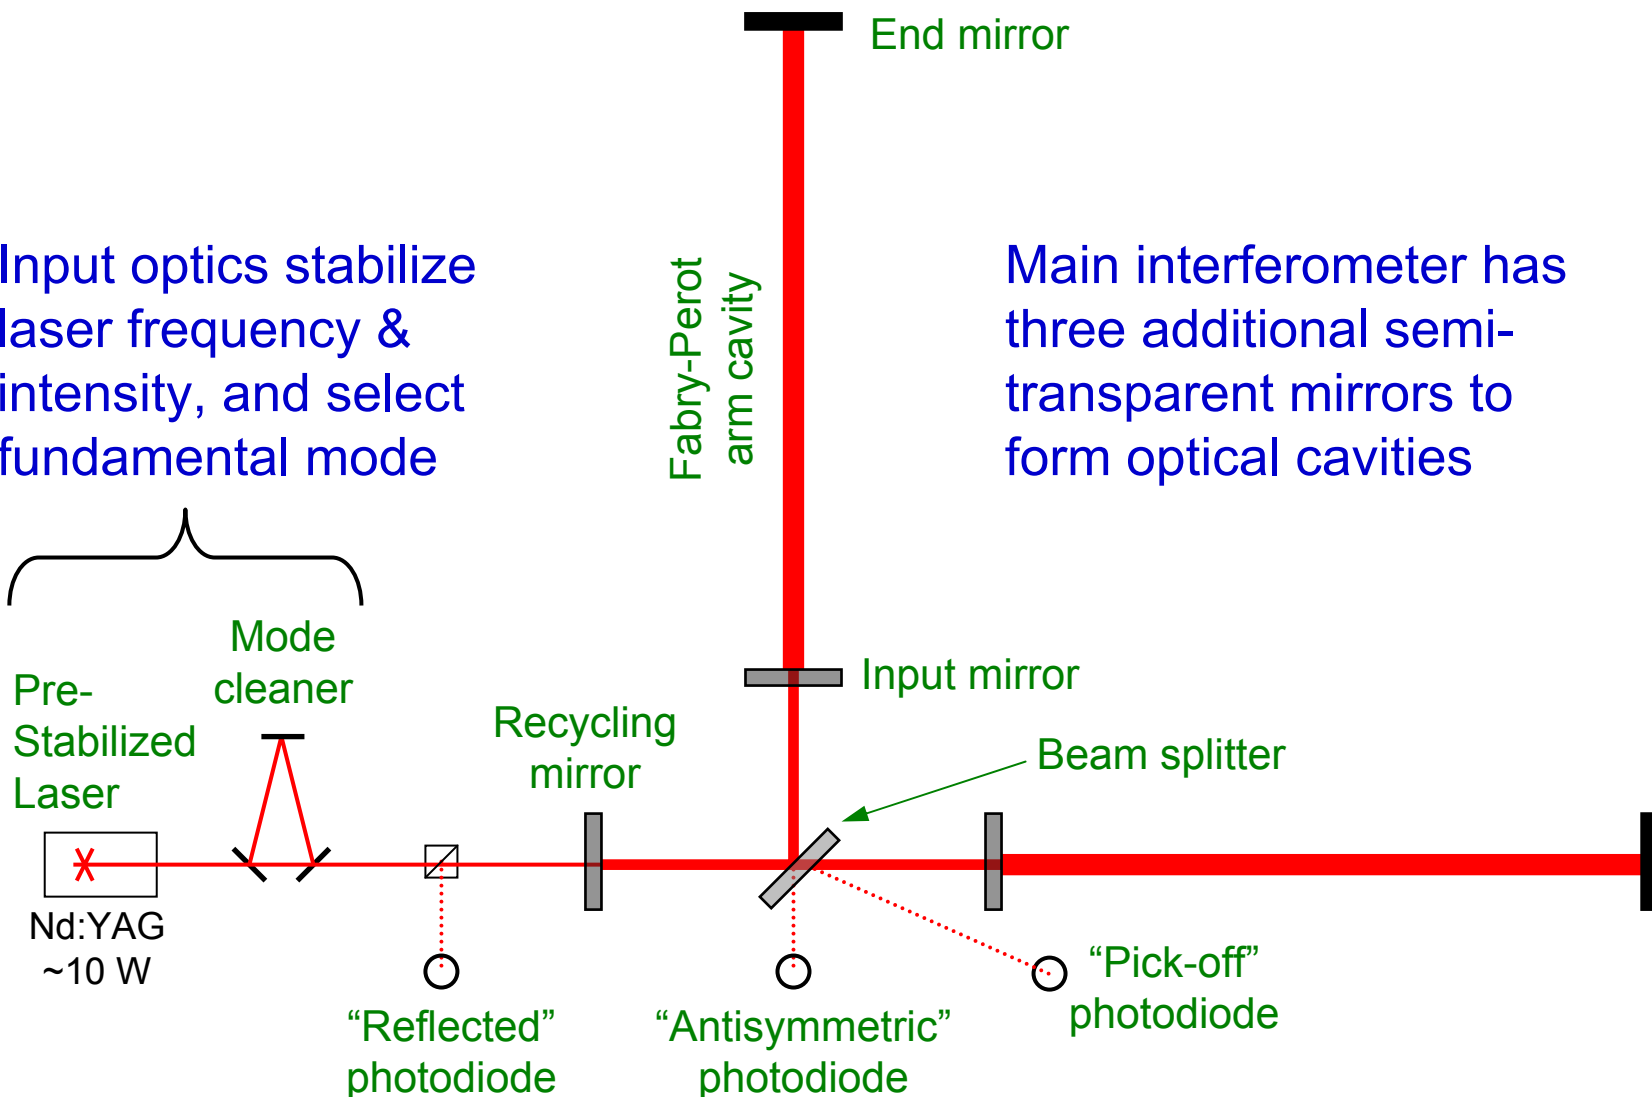 End mirror
Input optics stabilize
laser frequency &
intensity, and select
fundamental mode
Fabry-Perot
arm cavity
Main interferometer has
three additional semi-
transparent mirrors to
form optical cavities
Mode
cleaner
Pre-
Stabilized
Laser
Input mirror
Recycling
mirror
Beam splitter
Nd:YAG
~10 W
“Reflected”
photodiode
“Antisymmetric”
photodiode
“Pick-off”
photodiode